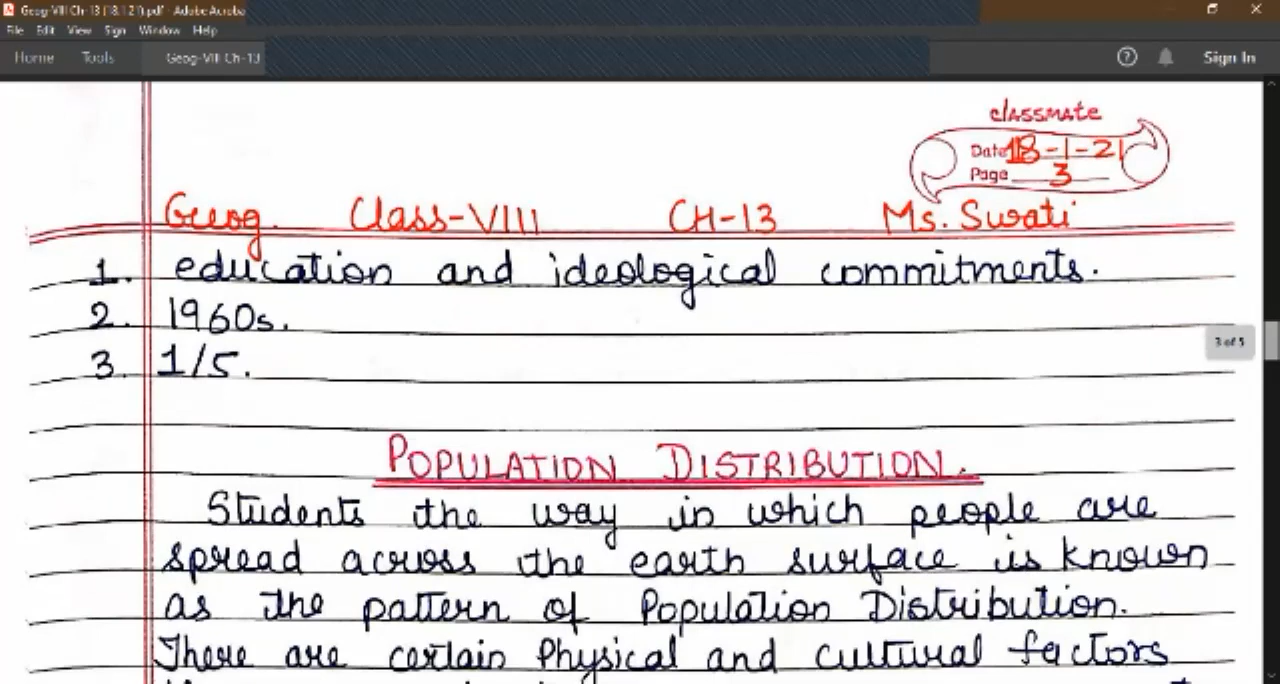 Geog-VIII Ch-13 (18.1.21).pdf - Adobe Acroba
File Edit View Sign Window Help
Home Tools Geog-VIII Ch-13 Sign In
classmate
Date 18-1-21
Page 3
Geog. Class-VIII CH-13 Ms. Swati
1. education and ideological commitments.
2. 1960s.
3. 1/5.
3 of 5
POPULATION DISTRIBUTION.
Students the way in which people are
spread across the earth surface is known
as the pattern of Population Distribution.
There are certain Physical and cultural factors